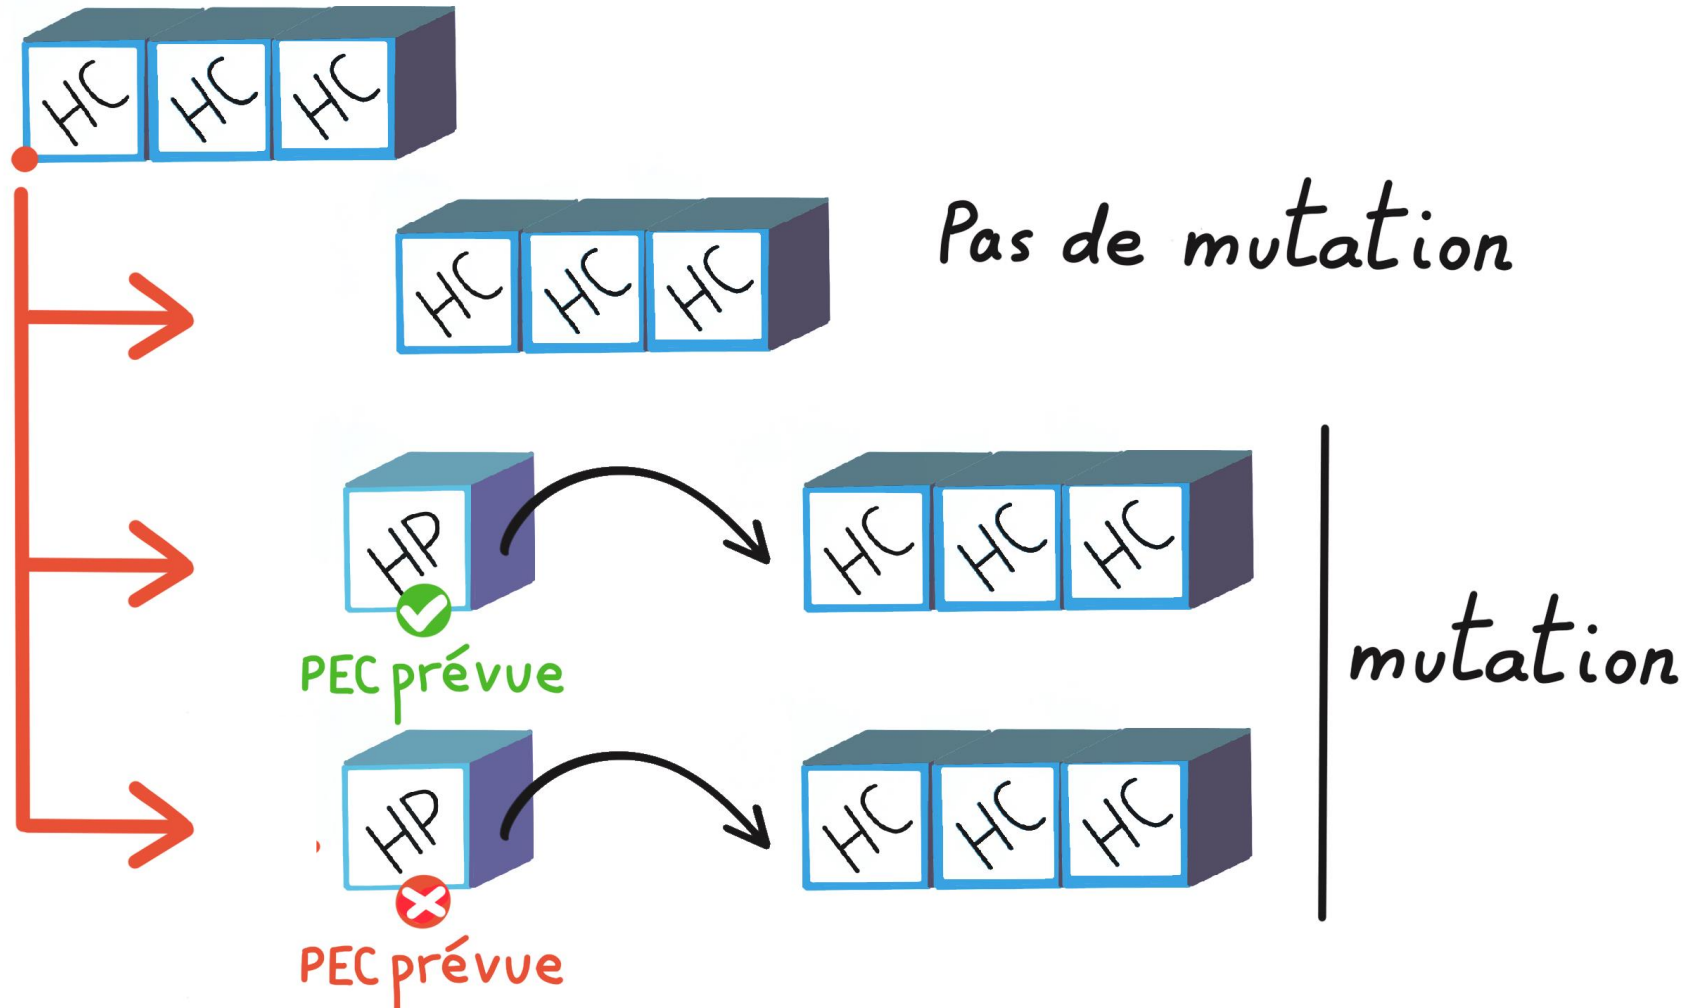 HC HC HC
HC HC HC
Pas de mutation
HP
HC HC HC
PEC prévue
mutation
HP
HC HC HC
PEC prévue